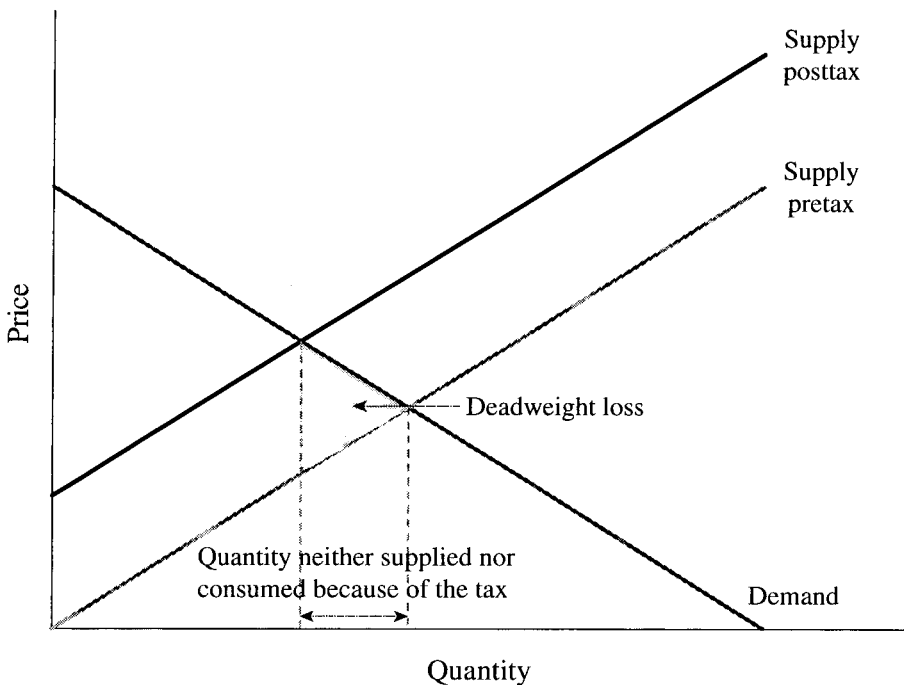 Supply
posttax
Supply
pretax
Price
Deadweight loss
Quantity neither supplied nor
consumed because of the tax
Demand
Quantity